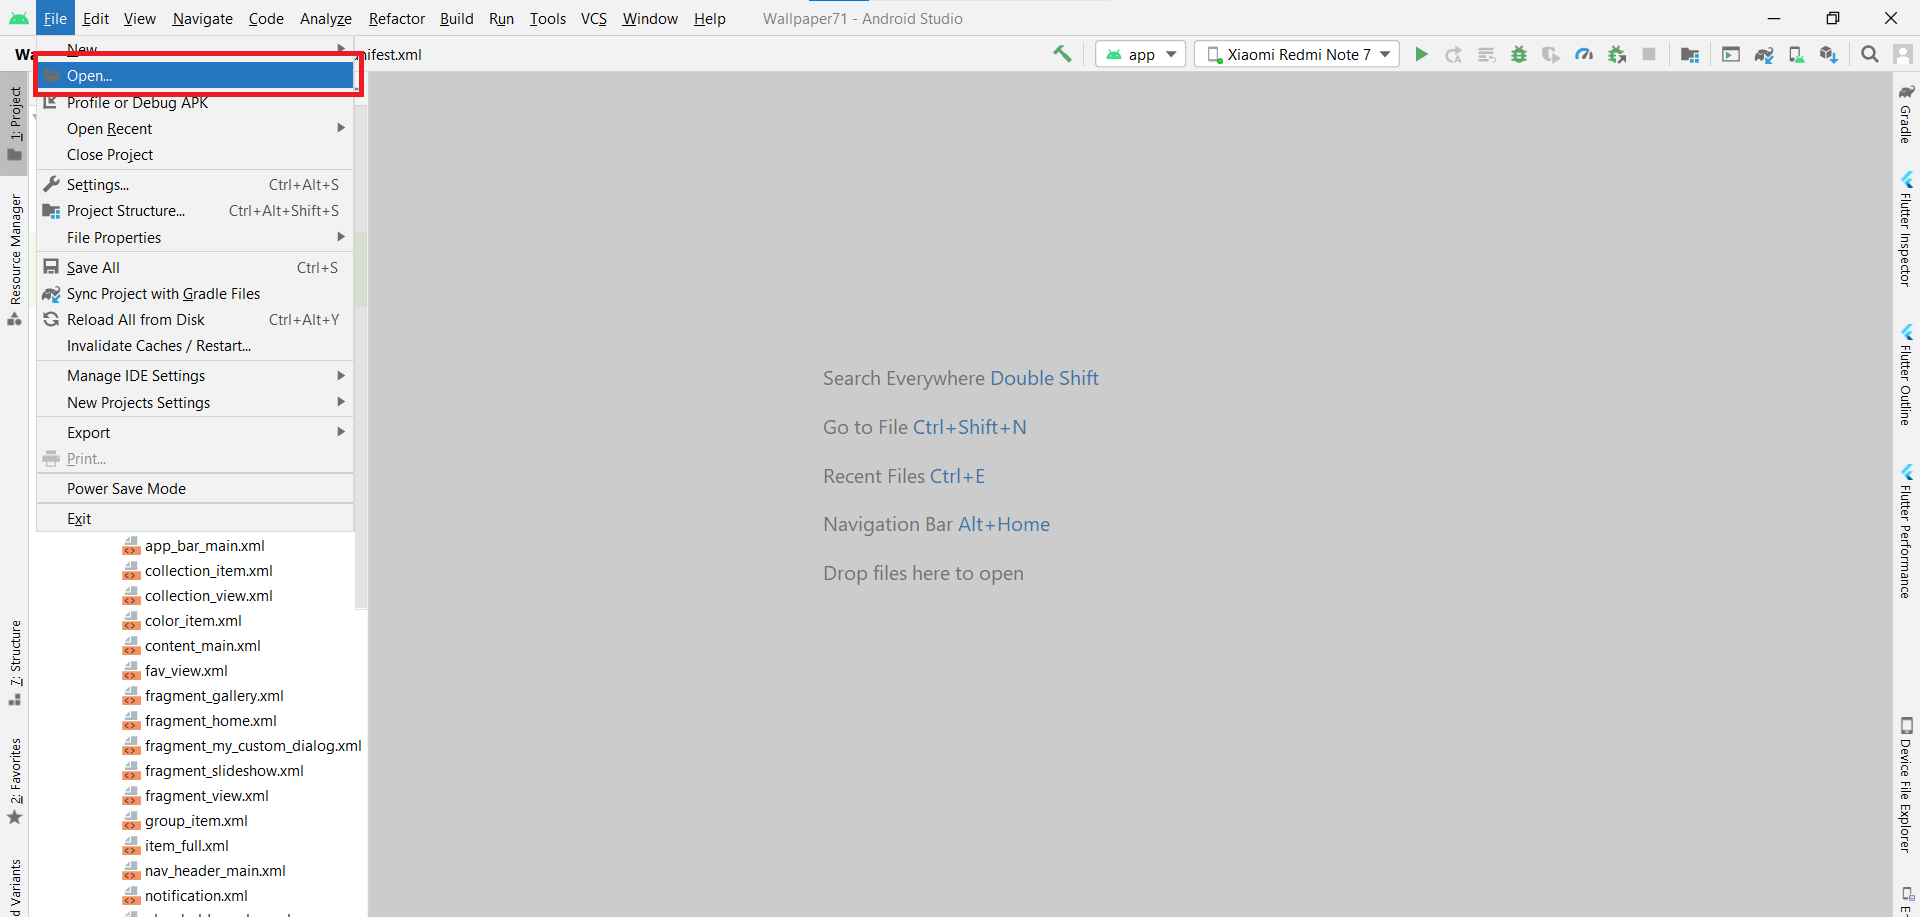 File Edit View Navigate Code Analyze Refactor Build Run Tools VCS Window Help Wallpaper71 - Android Studio
nifest.xml
app
Xiaomi Redmi Note 7
New
Open...
Profile or Debug APK
Open Recent
Close Project
Settings... Ctrl+Alt+S
Project Structure... Ctrl+Alt+Shift+S
File Properties
Save All Ctrl+S
Sync Project with Gradle Files
Reload All from Disk Ctrl+Alt+Y
Invalidate Caches / Restart...
Manage IDE Settings
New Projects Settings
Export
Print...
Power Save Mode
Exit
app_bar_main.xml
collection_item.xml
collection_view.xml
color_item.xml
content_main.xml
fav_view.xml
fragment_gallery.xml
fragment_home.xml
fragment_my_custom_dialog.xml
fragment_slideshow.xml
fragment_view.xml
group_item.xml
item_full.xml
nav_header_main.xml
notification.xml
1: Project
Resource Manager
7: Structure
2: Favorites
d Variants
Search Everywhere Double Shift
Go to File Ctrl+Shift+N
Recent Files Ctrl+E
Navigation Bar Alt+Home
Drop files here to open
Gradle
Flutter Inspector
Flutter Outline
Flutter Performance
Device File Explorer